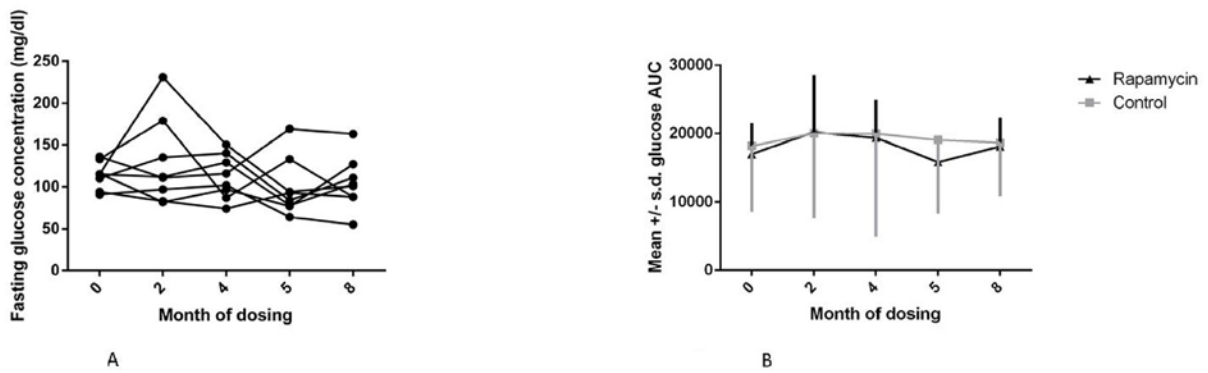 Fasting glucose concentration (mg/dl)
250
200
150
100
50
0
0 2 4 5 8
Month of dosing
A
Mean +/- s.d. glucose AUC
30000
20000
10000
0
0 2 4 5 8
Month of dosing
B
Rapamycin
Control